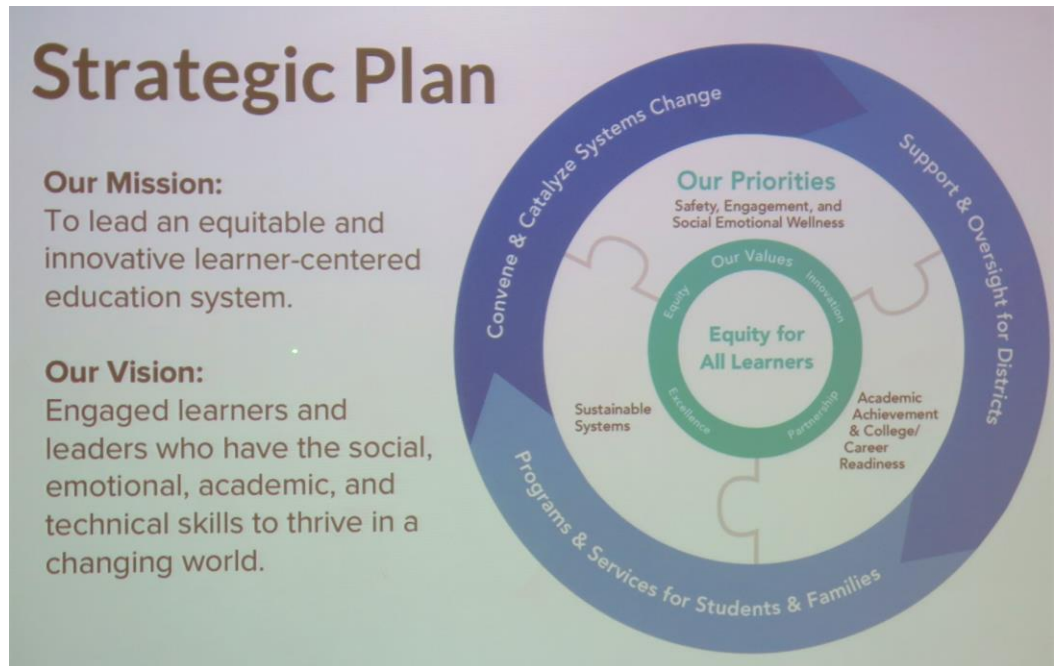 Strategic Plan
Our Mission:
To lead an equitable and
innovative learner-centered
education system.
Our Vision:
Engaged learners and
leaders who have the social,
emotional, academic, and
technical skills to thrive in a
changing world.
Convene & Catalyze Systems Change
Support & Oversight for Districts
Programs & Services for Students & Families
Our Priorities
Safety, Engagement, and
Social Emotional Wellness
Our Values
Equity
Innovation
Excellence
Partnership
Equity for
All Learners
Sustainable
Systems
Academic
Achievement
& College/
Career
Readiness